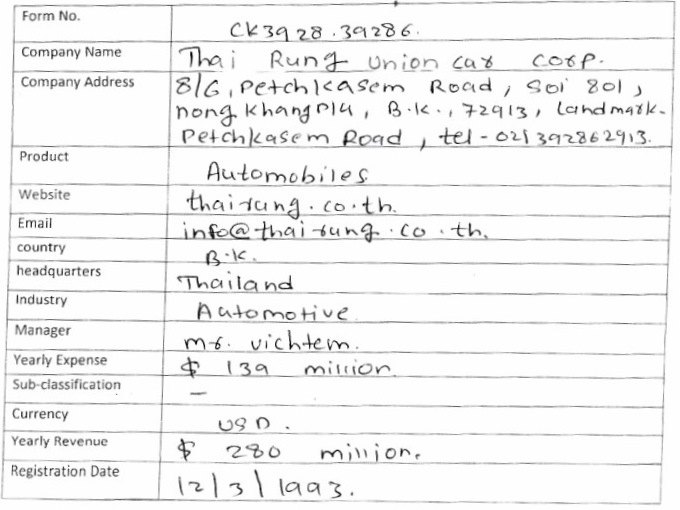 Form No. CK3928.39286.
Company Name Thai Rung Union car corp.
Company Address 8/6, Petchkasem Road, Soi 801,
nong khangplu, B.K., 72913, Landmark-
Petchkasem Road, tel-021392862913.
Product Automobiles
Website thairung.co.th.
Email info@thairung.co.th.
country B.K.
headquarters Thailand
Industry Automotive
Manager mr. vichtem.
Yearly Expense $ 139 million.
Sub-classification –
Currency USD.
Yearly Revenue $ 280 million.
Registration Date 12/3/1993.